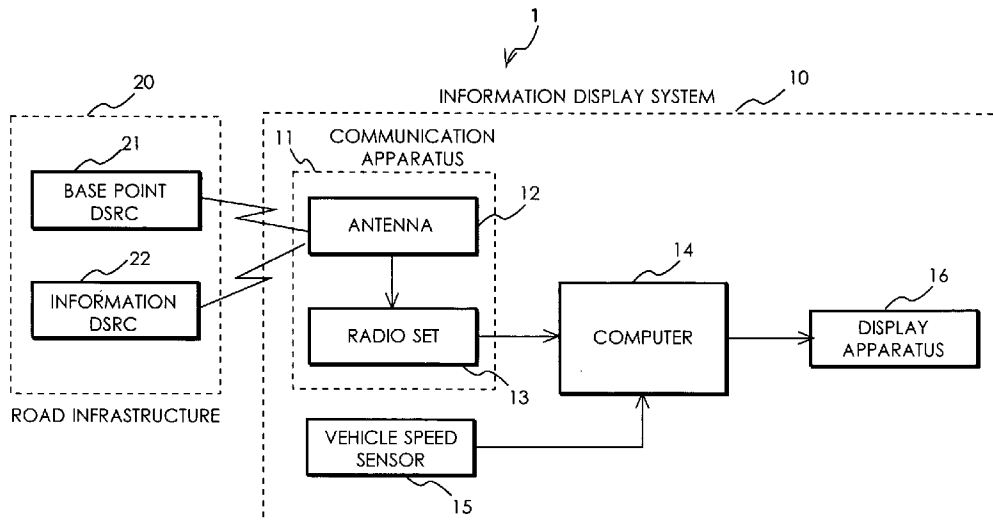 1
20
INFORMATION DISPLAY SYSTEM
10
21
BASE POINT
DSRC
22
INFORMATION
DSRC
ROAD INFRASTRUCTURE
11
COMMUNICATION
APPARATUS
12
ANTENNA
RADIO SET
13
14
COMPUTER
16
DISPLAY
APPARATUS
VEHICLE SPEED
SENSOR
15